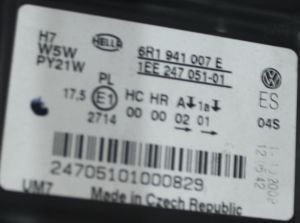 H7
W5W
PY21W
HELLA
6R1 941 007 E
1EE 247 051-01
PL
17,5
E1
2714
HC HR A 1a
00 00 02 01
ES
04S
24705101000829
UM7
Made in Czech Republic